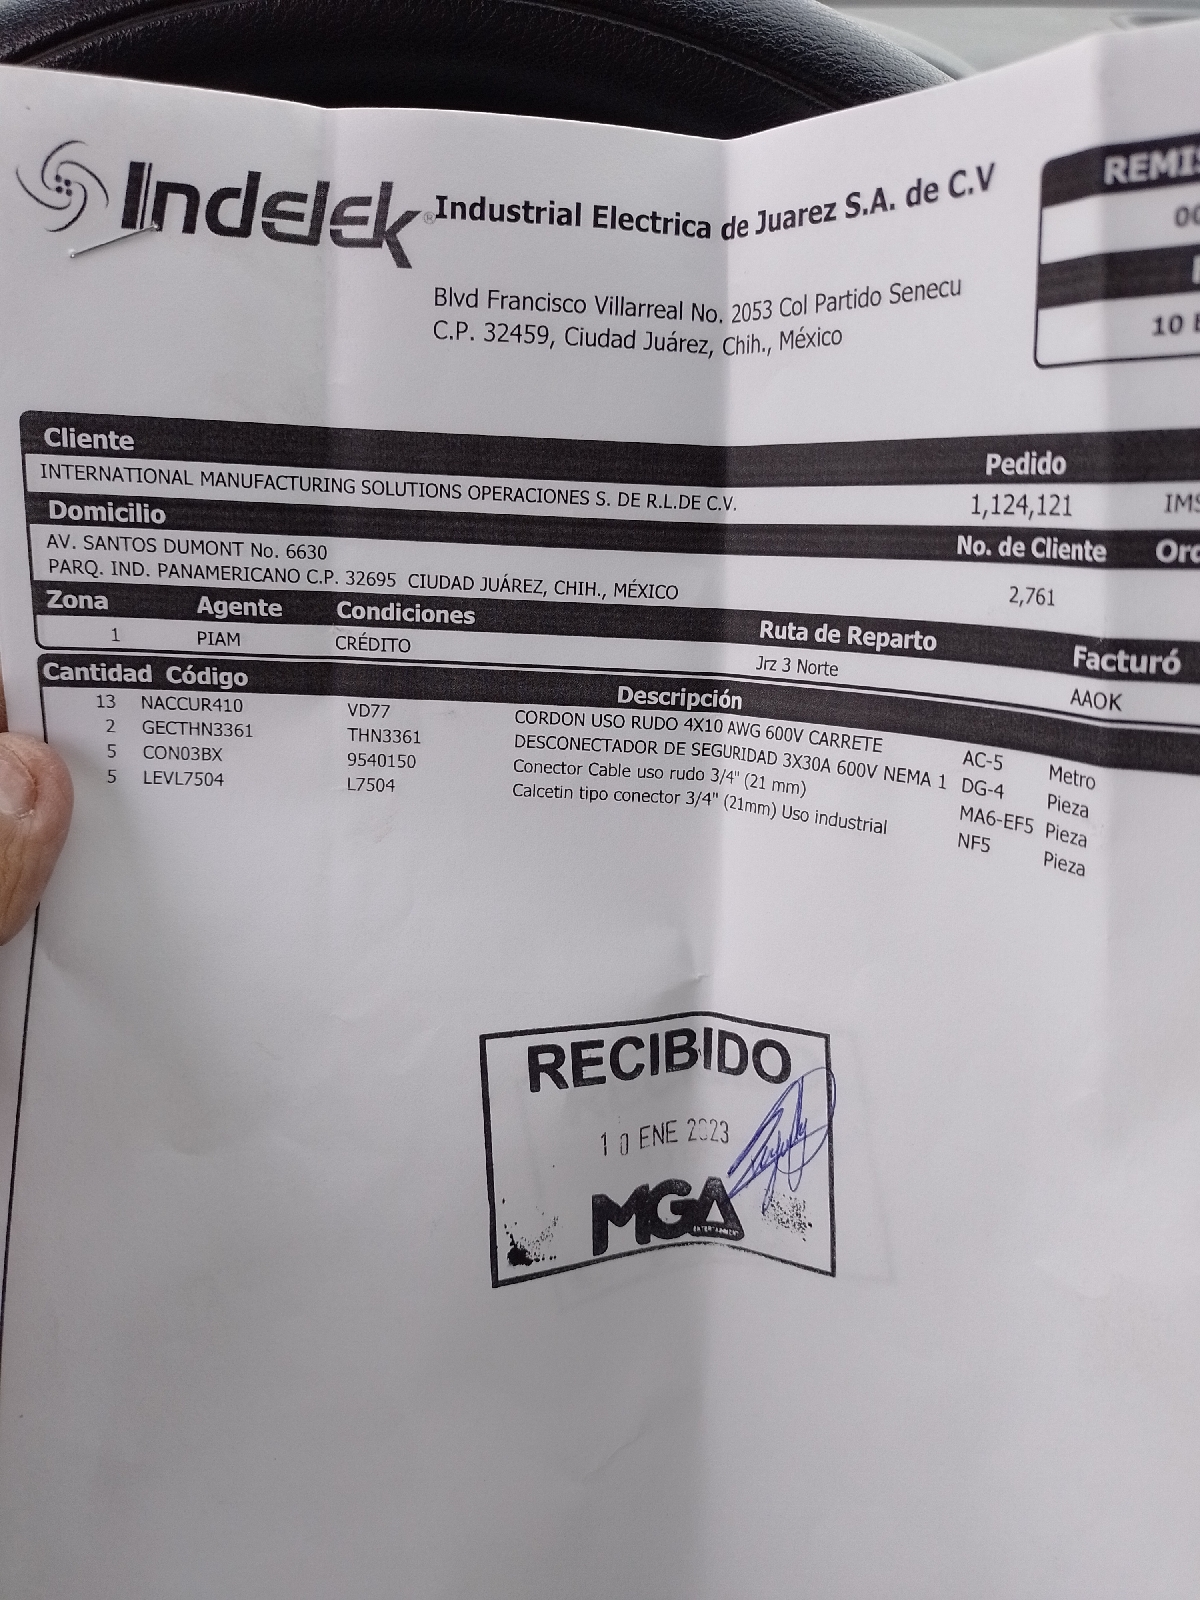 Indelek® Industrial Electrica de Juarez S.A. de C.V
Blvd Francisco Villarreal No. 2053 Col Partido Senecu
C.P. 32459, Ciudad Juárez, Chih., México
REMIS
00
10 E
Cliente Pedido
INTERNATIONAL MANUFACTURING SOLUTIONS OPERACIONES S. DE R.L.DE C.V. 1,124,121 IMS
Domicilio No. de Cliente Ord
AV. SANTOS DUMONT No. 6630
PARQ. IND. PANAMERICANO C.P. 32695 CIUDAD JUÁREZ, CHIH., MÉXICO 2,761
Zona Agente Condiciones Ruta de Reparto Facturó
1 PIAM CRÉDITO Jrz 3 Norte AAOK
Cantidad Código Descripción
13 NACCUR410 VD77 CORDON USO RUDO 4X10 AWG 600V CARRETE AC-5 Metro
2 GECTHN3361 THN3361 DESCONECTADOR DE SEGURIDAD 3X30A 600V NEMA 1 DG-4 Pieza
5 CON03BX 9540150 Conector Cable uso rudo 3/4" (21 mm) MA6-EF5 Pieza
5 LEVL7504 L7504 Calcetin tipo conector 3/4" (21mm) Uso industrial NF5 Pieza
RECIBIDO
10 ENE 2023
MGA
ENTERTAINMENT